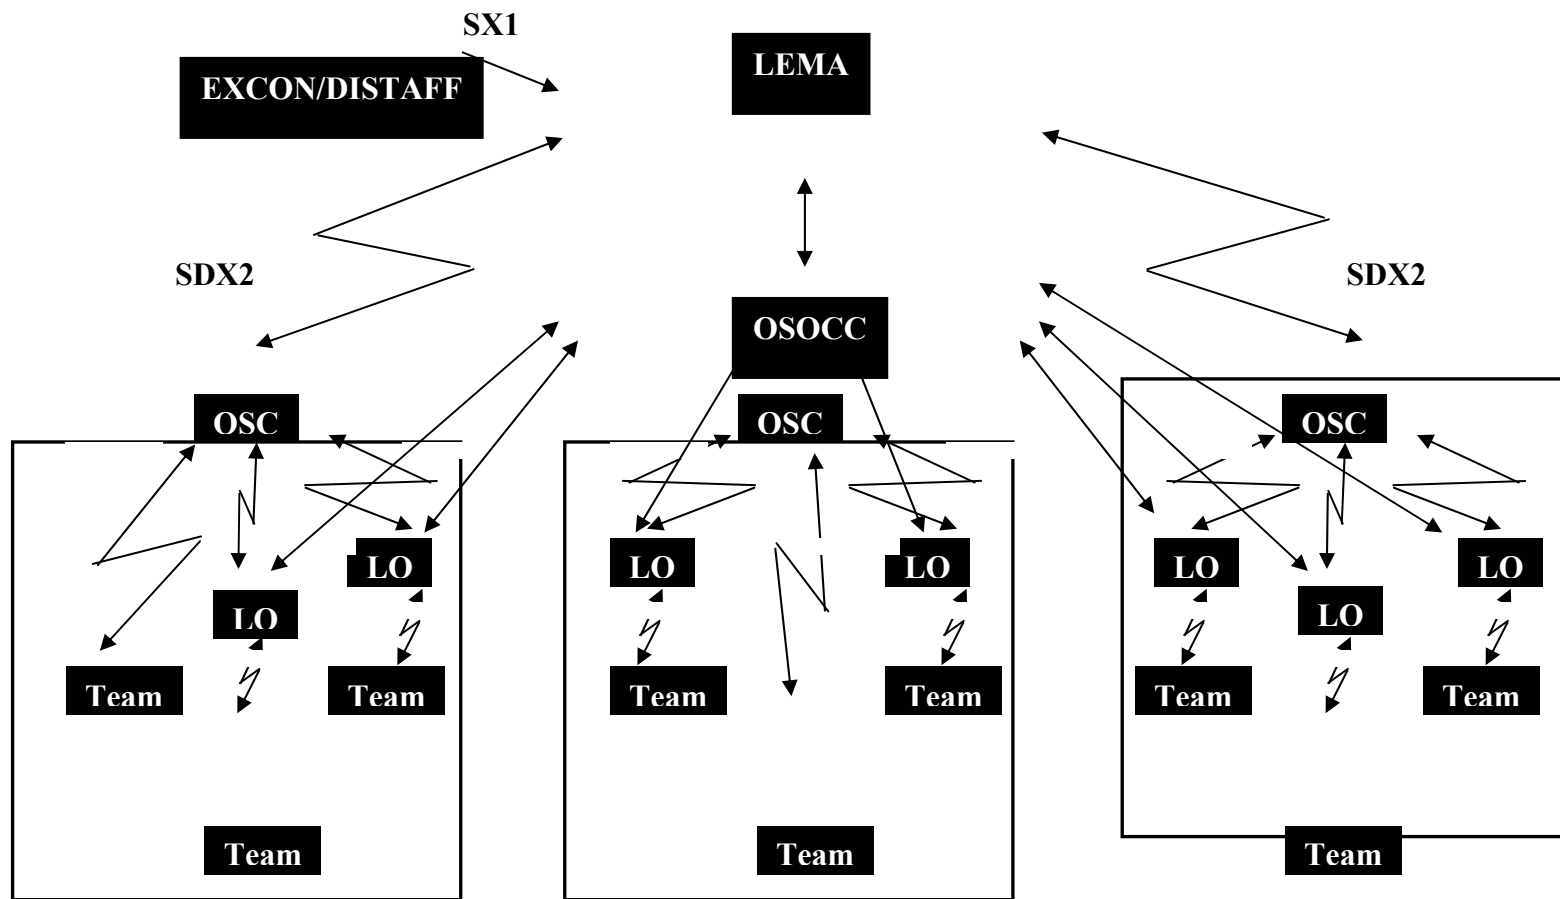 SX1
EXCON/DISTAFF
LEMA
SDX2
SDX2
OSOCC
OSC
OSC
OSC
LO
LO
LO
LO
LO
LO
LO
Team
Team
Team
Team
Team
Team
Team
Team
Team